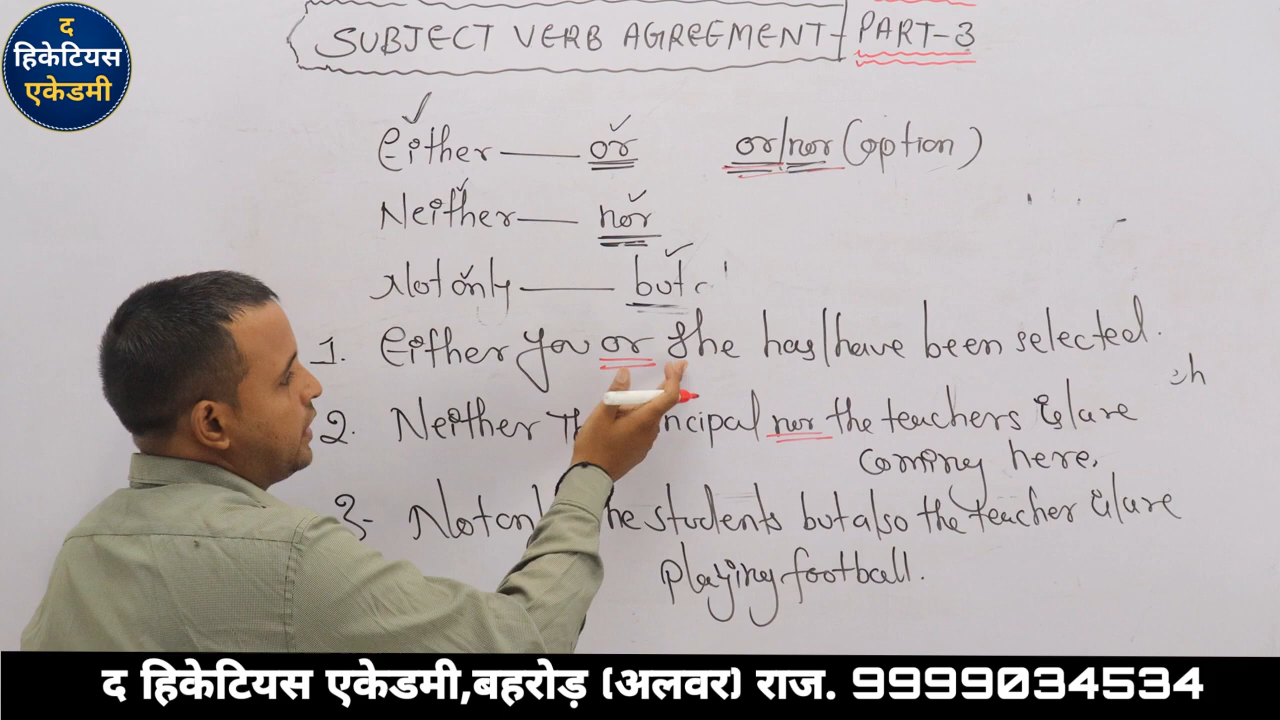 द
हिकेटियस
एकेडमी
SUBJECT VERB AGREEMENT- PART-3
Either — or or/nor (option)
Neither — nor
Not only — but
1. Either you or she has/have been selected.
2. Neither nor the teachers is/are
coming here.
3- Not only the students but also the teacher is/are
playing football.
द हिकेटियस एकेडमी,बहरोड़ (अलवर) राज. 9999034534